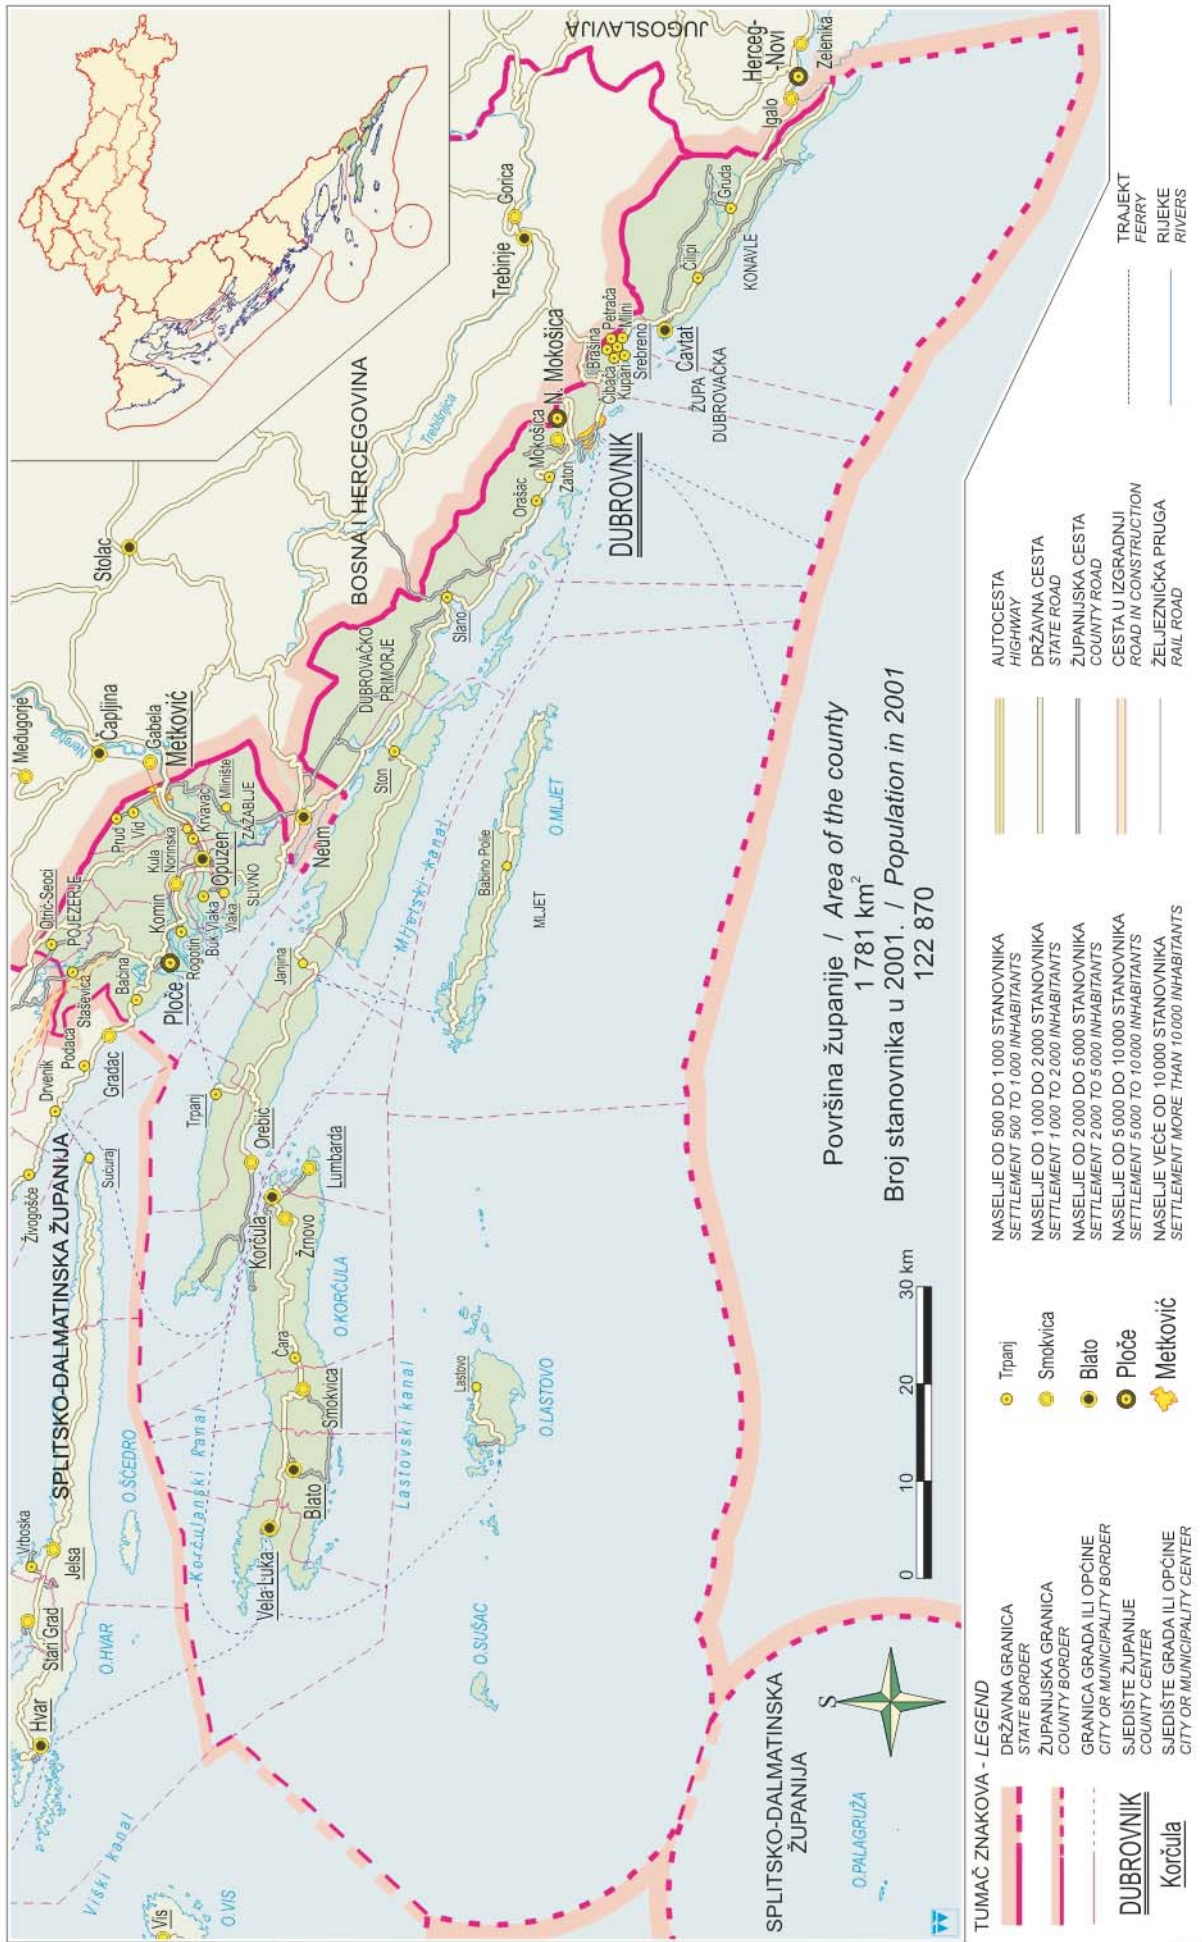 Hvar
Stari Grad
Vrboska
Jelsa
O.HVAR
O.ŠĆEDRO
Viški kanal
Vis
O.VIS
SPLITSKO-DALMATINSKA ŽUPANIJA
Živogošće
Drvenik
Podaca
Gradac
Sućuraj
Staševica
Otrić-Seoci
POJEZERJE
Baćina
Ploče
Rogotin
Komin
Kula
Norinska
Buk-Vlaka
Vlaka
Opuzen
SLIVNO
Krvavac
Prud
Vid
Mlinište
ZAŽABLJE
Metković
Gabela
Čapljina
Međugorje
Neretva
Stolac
Neum
BOSNA I HERCEGOVINA
JUGOSLAVIJA
Trebišnjica
Trebinje
Gorica
Herceg-
-Novi
Igalo
Zelenika
Korčulanski kanal
Vela Luka
Blato
Smokvica
Čara
Žrnovo
Korčula
Lumbarda
O.KORČULA
Orebić
Trpanj
Janjina
Ston
DUBROVAČKO
PRIMORJE
Slano
Orašac
Zaton
Mokošica
N. Mokošica
DUBROVNIK
Brašina
Petrača
Čibača
Mlini
Kupari
Srebreno
ŽUPA
DUBROVAČKA
Cavtat
Čilipi
Gruda
KONAVLE
Mljetski kanal
Babino Polje
MLJET
O.MLJET
Lastovski kanal
Lastovo
O.LASTOVO
O.SUŠAC
SPLITSKO-DALMATINSKA
ŽUPANIJA
O.PALAGRUŽA
S
0 10 20 30 km
Površina županije / Area of the county
1 781 km²
Broj stanovnika u 2001. / Population in 2001
122 870
TUMAČ ZNAKOVA - LEGEND
DRŽAVNA GRANICA
STATE BORDER
ŽUPANIJSKA GRANICA
COUNTY BORDER
GRANICA GRADA ILI OPĆINE
CITY OR MUNICIPALITY BORDER
DUBROVNIK
SJEDIŠTE ŽUPANIJE
COUNTY CENTER
Korčula
SJEDIŠTE GRADA ILI OPĆINE
CITY OR MUNICIPALITY CENTER
Trpanj
NASELJE OD 500 DO 1 000 STANOVNIKA
SETTLEMENT 500 TO 1 000 INHABITANTS
Smokvica
NASELJE OD 1 000 DO 2 000 STANOVNIKA
SETTLEMENT 1 000 TO 2 000 INHABITANTS
Blato
NASELJE OD 2 000 DO 5 000 STANOVNIKA
SETTLEMENT 2 000 TO 5 000 INHABITANTS
Ploče
NASELJE OD 5 000 DO 10 000 STANOVNIKA
SETTLEMENT 5 000 TO 10 000 INHABITANTS
Metković
NASELJE VEĆE OD 10 000 STANOVNIKA
SETTLEMENT MORE THAN 10 000 INHABITANTS
AUTOCESTA
HIGHWAY
DRŽAVNA CESTA
STATE ROAD
ŽUPANIJSKA CESTA
COUNTY ROAD
CESTA U IZGRADNJI
ROAD IN CONSTRUCTION
ŽELJEZNIČKA PRUGA
RAIL ROAD
TRAJEKT
FERRY
RIJEKE
RIVERS